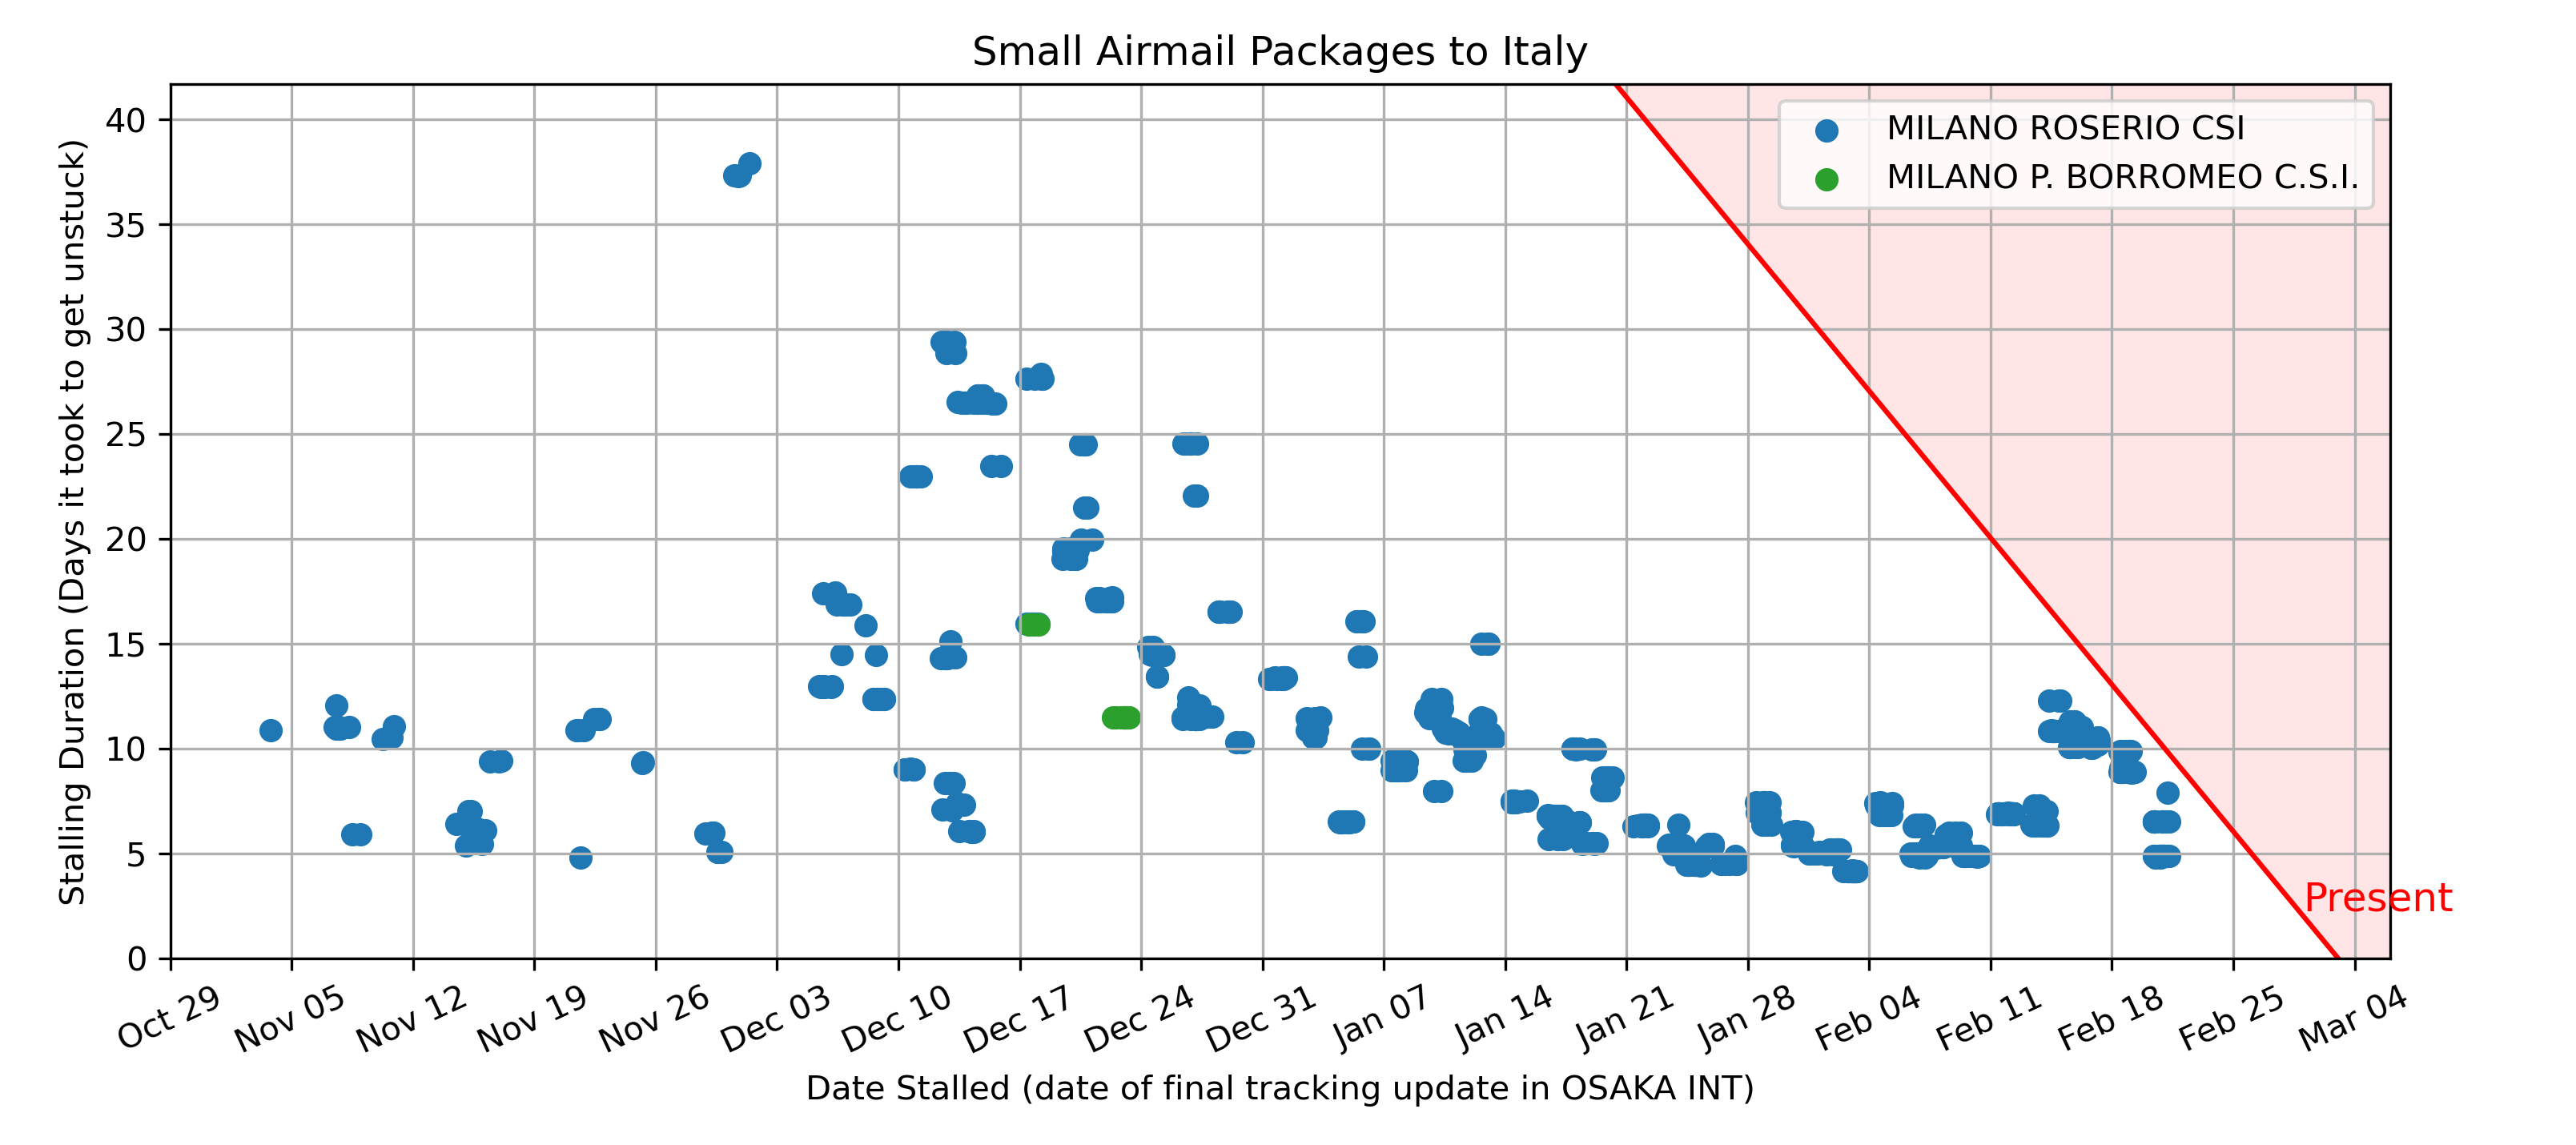 Small Airmail Packages to Italy
MILANO ROSERIO CSI
MILANO P. BORROMEO C.S.I.
40
35
30
25
20
15
10
5
0
Stalling Duration (Days it took to get unstuck)
Present
Oct 29
Nov 05
Nov 12
Nov 19
Nov 26
Dec 03
Dec 10
Dec 17
Dec 24
Dec 31
Jan 07
Jan 14
Jan 21
Jan 28
Feb 04
Feb 11
Feb 18
Feb 25
Mar 04
Date Stalled (date of final tracking update in OSAKA INT)